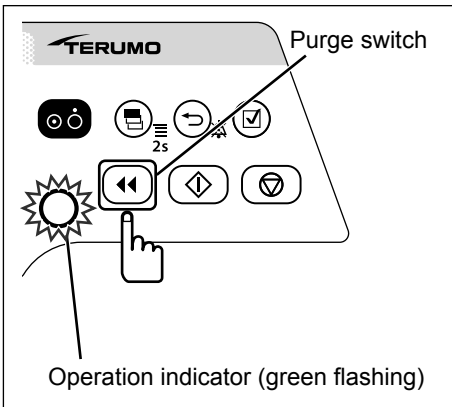 TERUMO
Purge switch
2s
Operation indicator (green flashing)